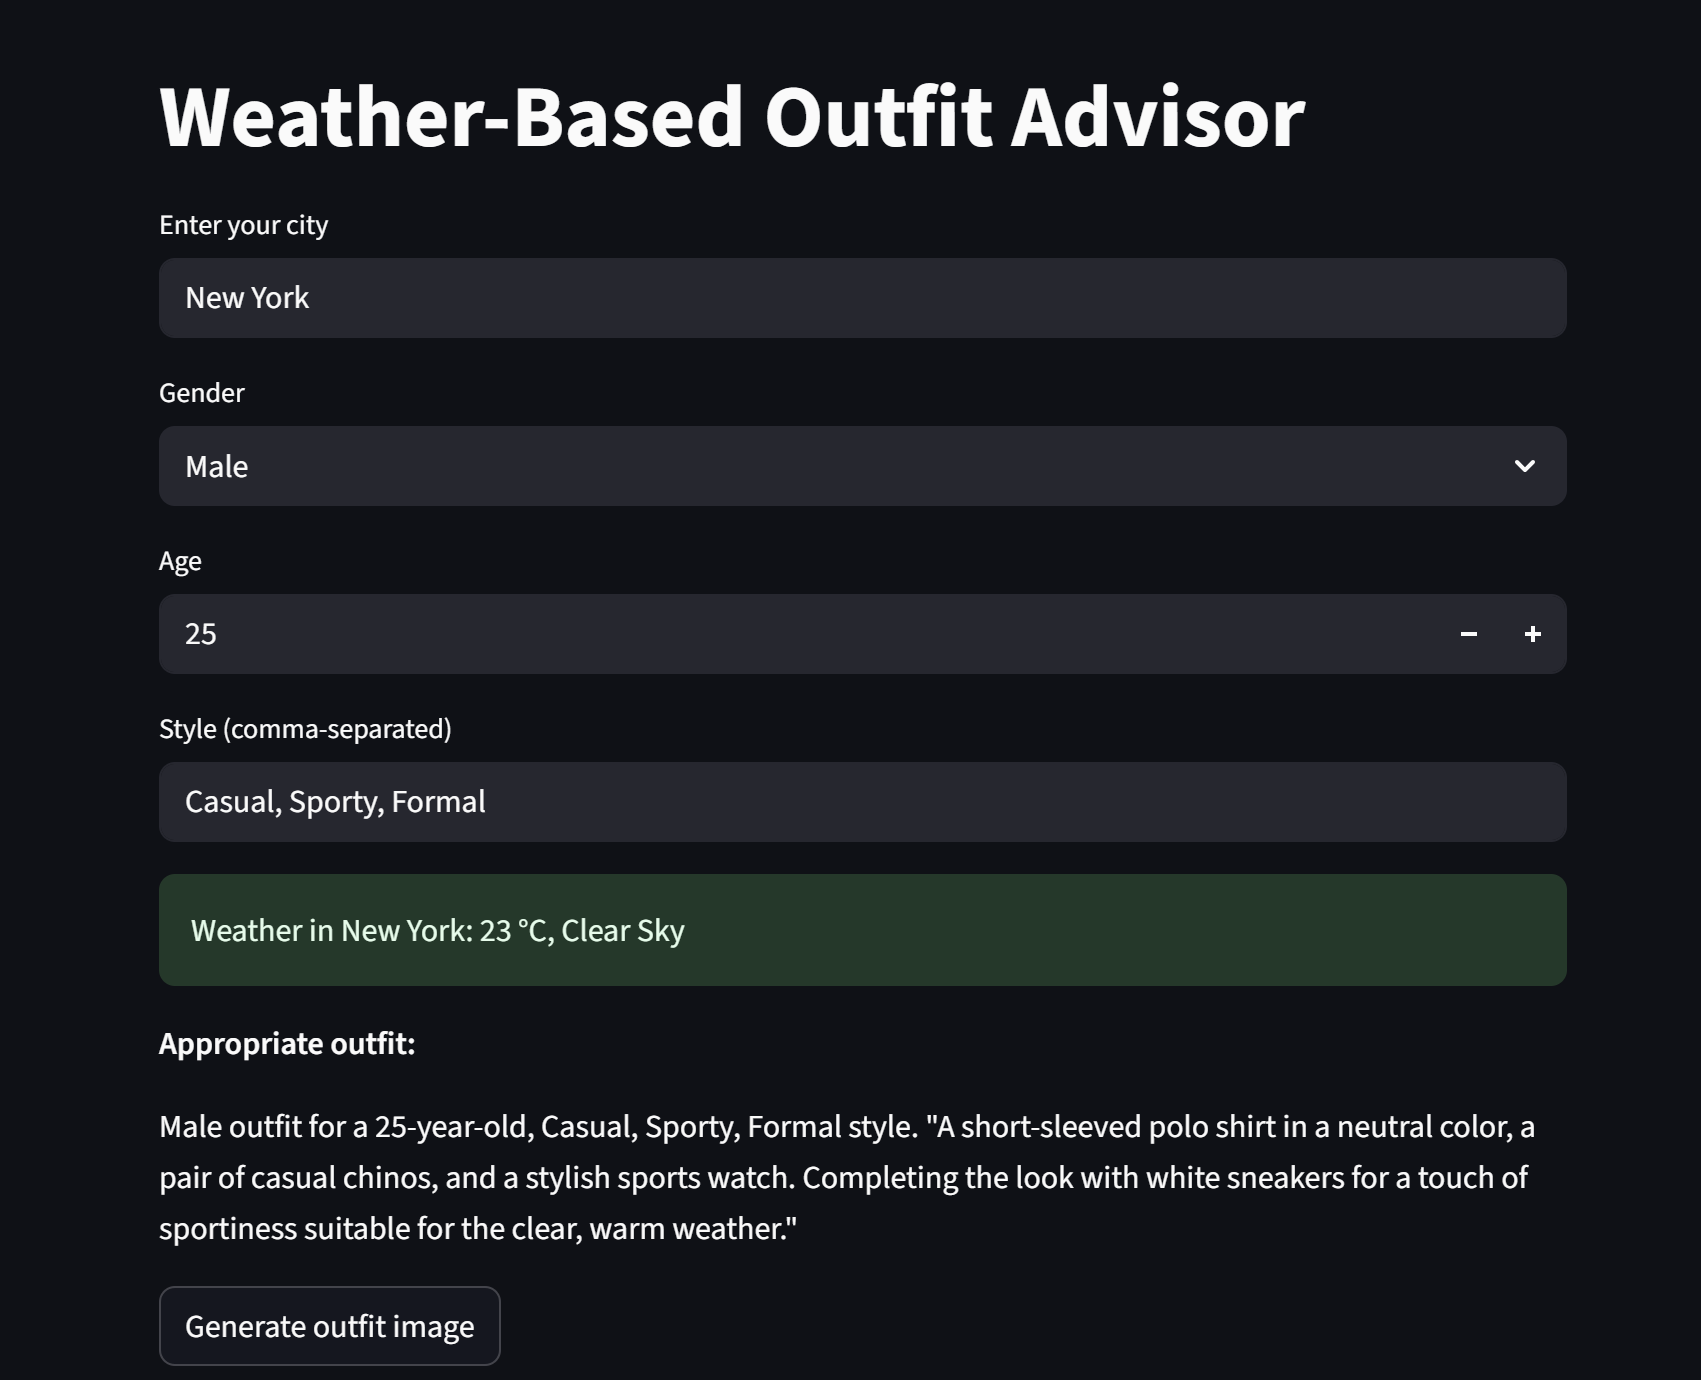 Weather-Based Outfit Advisor
Enter your city
New York
Gender
Male
Age
25
Style (comma-separated)
Casual, Sporty, Formal
Weather in New York: 23 °C, Clear Sky
Appropriate outfit:
Male outfit for a 25-year-old, Casual, Sporty, Formal style. "A short-sleeved polo shirt in a neutral color, a
pair of casual chinos, and a stylish sports watch. Completing the look with white sneakers for a touch of
sportiness suitable for the clear, warm weather."
Generate outfit image